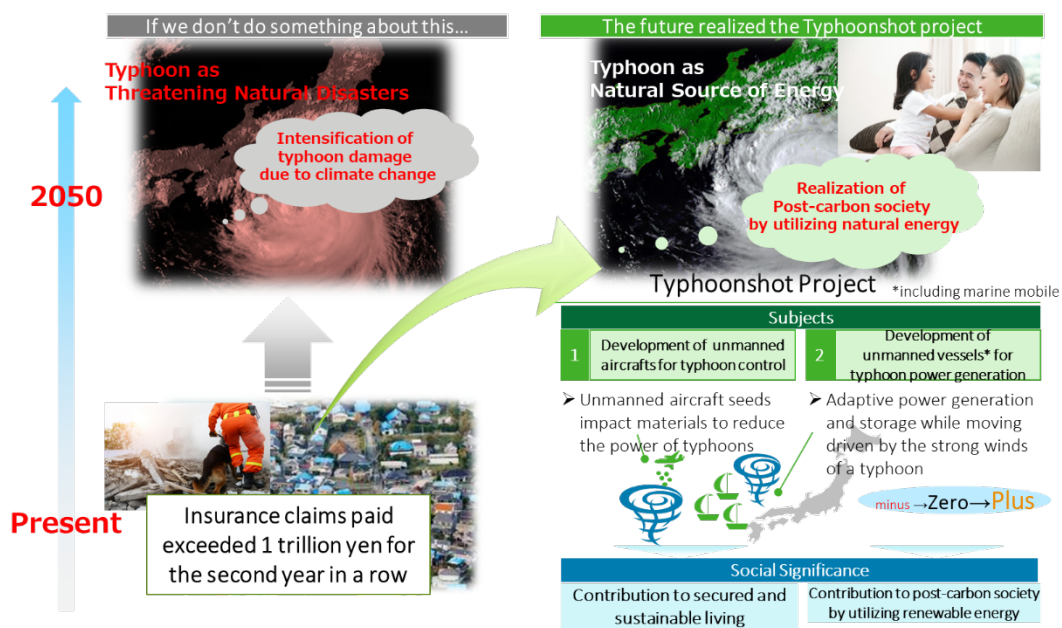 If we don't do something about this…
Typhoon as
Threatening Natural Disasters
Intensification of
typhoon damage
due to climate change
2050
Present
Insurance claims paid
exceeded 1 trillion yen for
the second year in a row
The future realized the Typhoonshot project
Typhoon as
Natural Source of Energy
Realization of
Post-carbon society
by utilizing natural energy
Typhoonshot Project
*including marine mobile
Subjects
1
Development of unmanned
aircrafts for typhoon control
2
Development of
unmanned vessels* for
typhoon power generation
➢ Unmanned aircraft seeds
impact materials to reduce
the power of typhoons
➢ Adaptive power generation
and storage while moving
driven by the strong winds
of a typhoon
minus→Zero→Plus
Social Significance
Contribution to secured and
sustainable living
Contribution to post-carbon society
by utilizing renewable energy